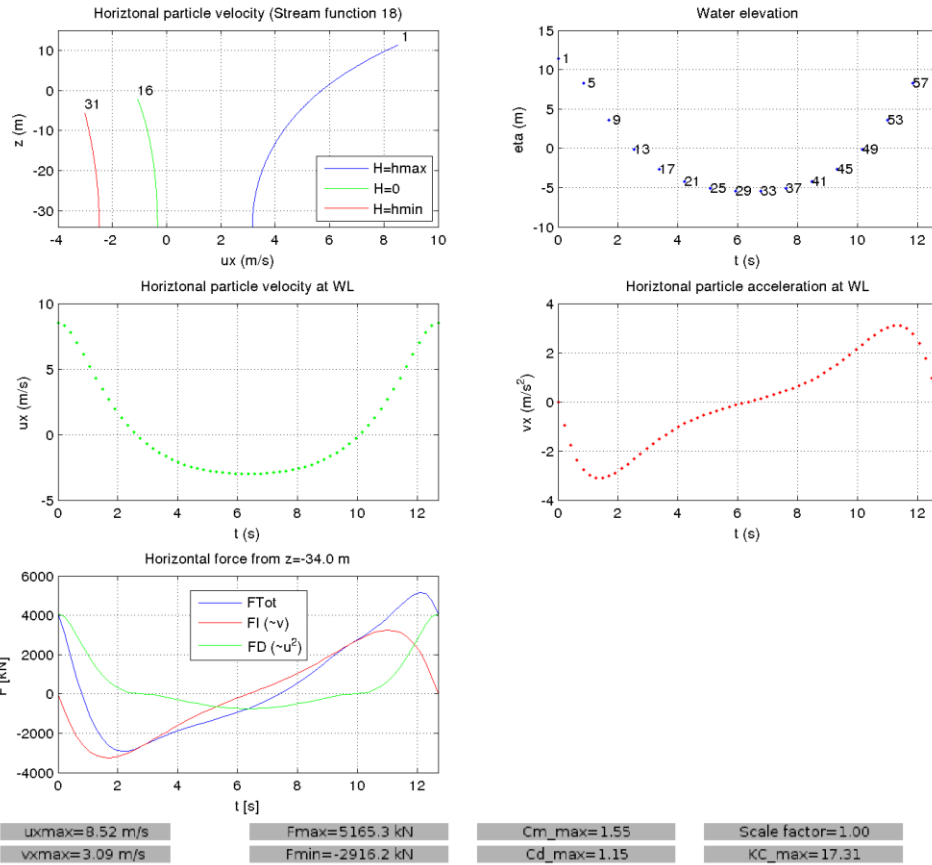 Horiztonal particle velocity (Stream function 18)
10
0
-10
-20
-30
z (m)
31
16
1
H=hmax
H=0
H=hmin
-4 -2 0 2 4 6 8 10
ux (m/s)
Water elevation
15
10
5
0
-5
-10
eta (m)
1
5
9
13
17
21
25
29
33
37
41
45
49
53
57
0 2 4 6 8 10 12
t (s)
Horiztonal particle velocity at WL
10
5
0
-5
ux (m/s)
0 2 4 6 8 10 12
t (s)
Horiztonal particle acceleration at WL
4
2
0
-2
-4
vx (m/s²)
0 2 4 6 8 10 12
t (s)
Horizontal force from z=-34.0 m
6000
4000
2000
0
-2000
-4000
F [kN]
FTot
FI (~v)
FD (~u²)
0 2 4 6 8 10 12
t [s]
uxmax=8.52 m/s Fmax=5165.3 kN Cm_max=1.55 Scale factor=1.00
vxmax=3.09 m/s Fmin=-2916.2 kN Cd_max=1.15 KC_max=17.31